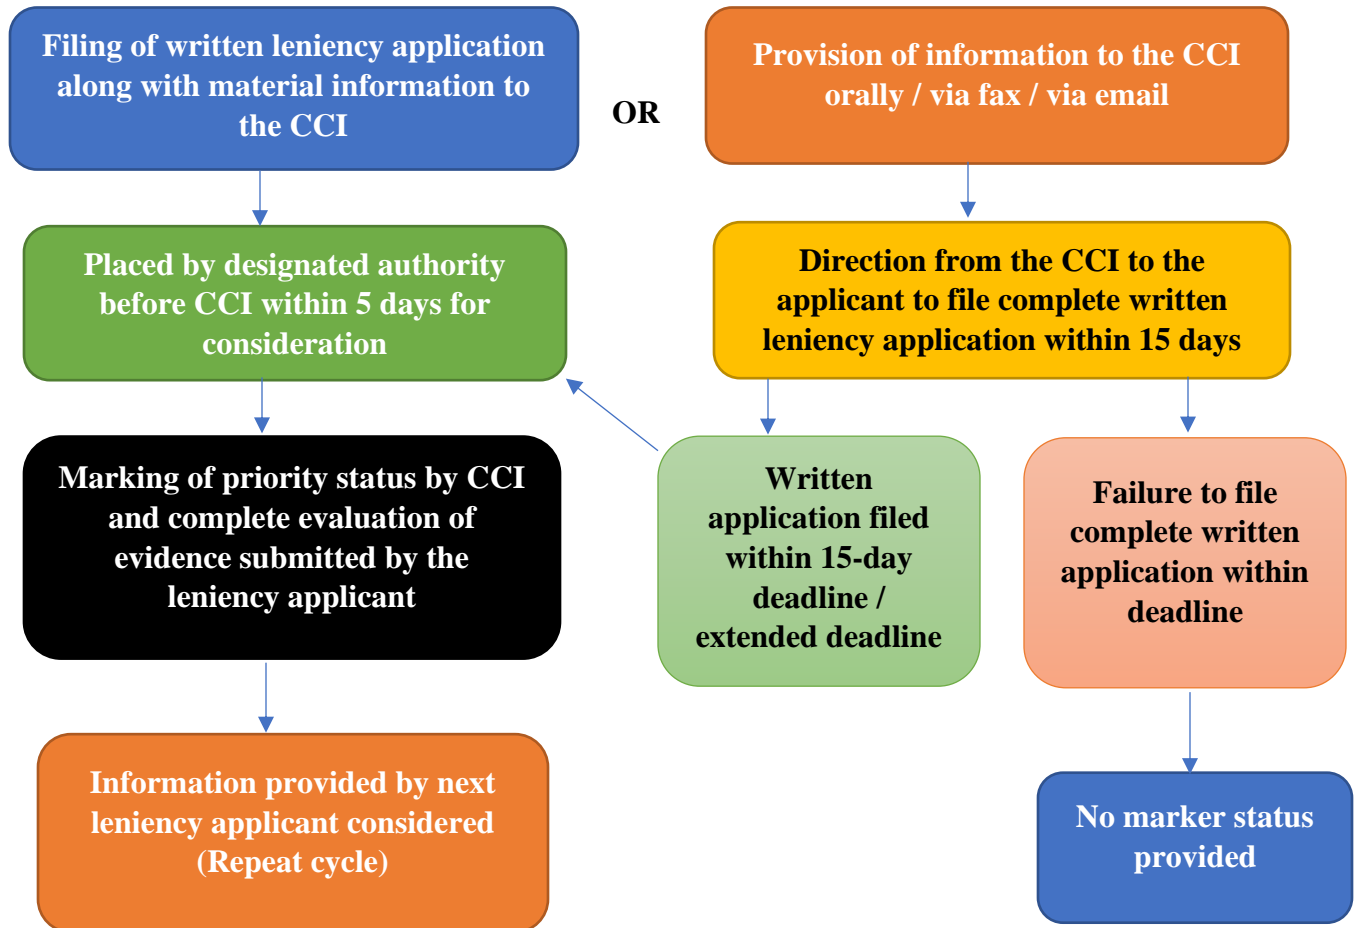 Filing of written leniency application
along with material information to
the CCI
OR
Provision of information to the CCI
orally / via fax / via email
Placed by designated authority
before CCI within 5 days for
consideration
Direction from the CCI to the
applicant to file complete written
leniency application within 15 days
Marking of priority status by CCI
and complete evaluation of
evidence submitted by the
leniency applicant
Written
application filed
within 15-day
deadline /
extended deadline
Failure to file
complete written
application within
deadline
Information provided by next
leniency applicant considered
(Repeat cycle)
No marker status
provided